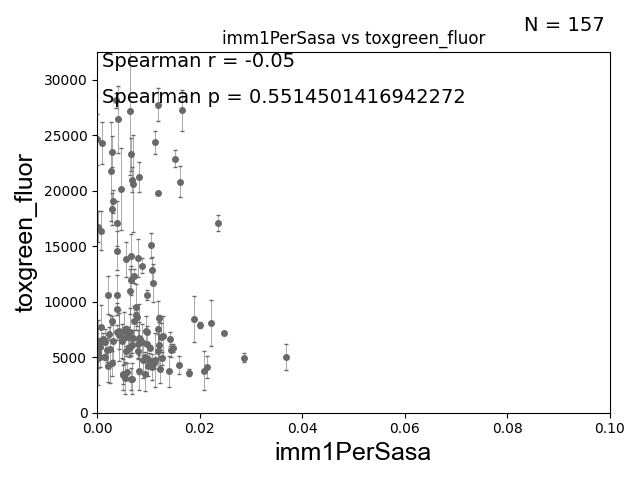 N = 157
imm1PerSasa vs toxgreen_fluor
Spearman r = -0.05
Spearman p = 0.5514501416942272
toxgreen_fluor
30000
25000
20000
15000
10000
5000
0
0.00 0.02 0.04 0.06 0.08 0.10
imm1PerSasa